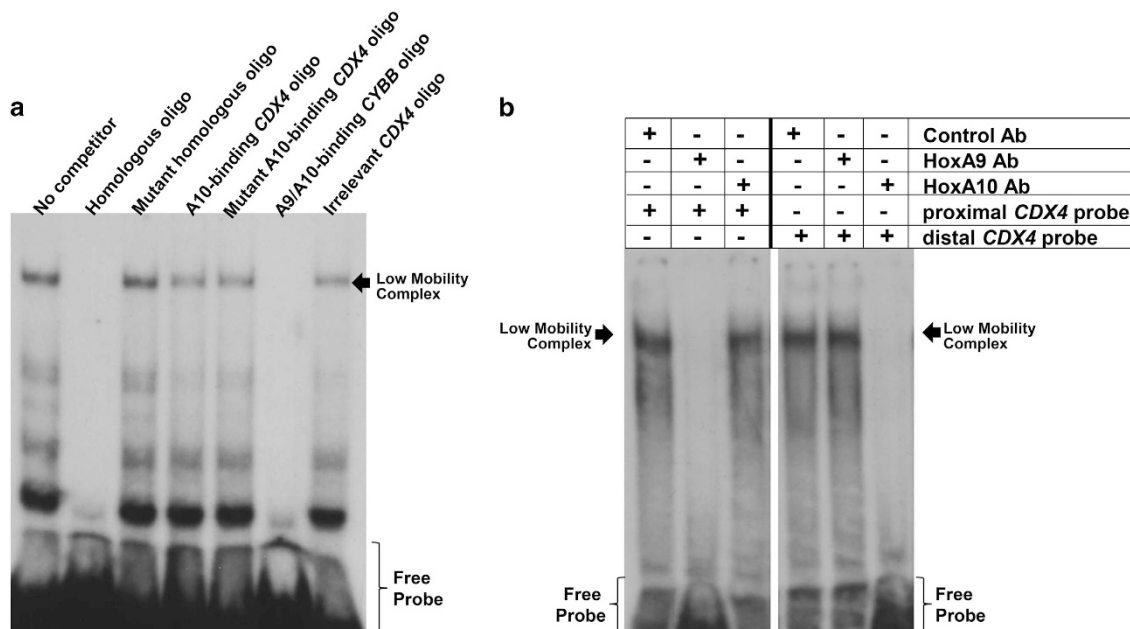 a
No competitor
Homologous oligo
Mutant homologous oligo
A10-binding CDX4 oligo
Mutant A10-binding CDX4 oligo
A9/A10-binding CYBB oligo
Irrelevant CDX4 oligo
Low Mobility
Complex
Free
Probe
b
+ - - + - - Control Ab
- + - - + - HoxA9 Ab
- - + - - + HoxA10 Ab
+ + + - - - proximal CDX4 probe
- - - + + + distal CDX4 probe
Low Mobility
Complex
Low Mobility
Complex
Free
Probe
Free
Probe